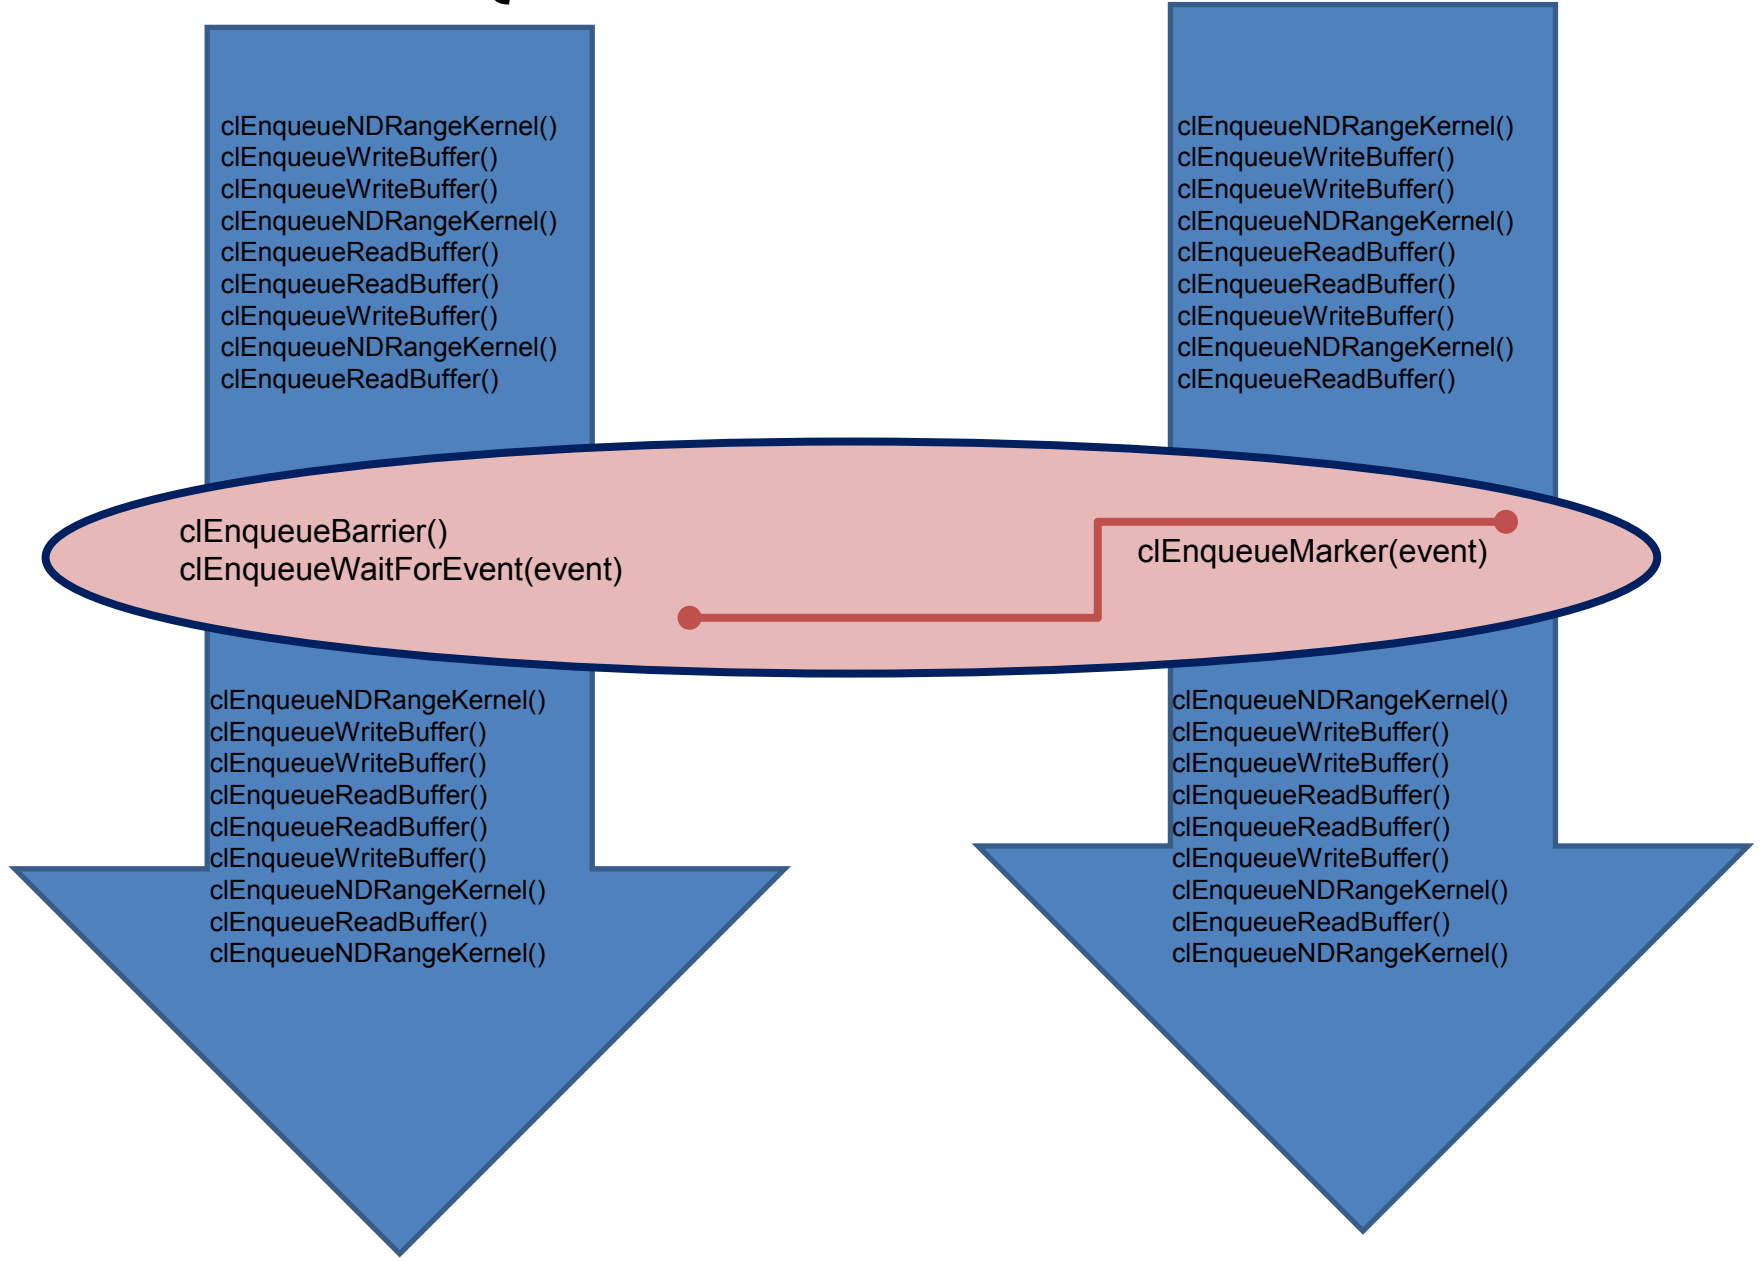 clEnqueueNDRangeKernel()
clEnqueueWriteBuffer()
clEnqueueWriteBuffer()
clEnqueueNDRangeKernel()
clEnqueueReadBuffer()
clEnqueueReadBuffer()
clEnqueueWriteBuffer()
clEnqueueNDRangeKernel()
clEnqueueReadBuffer()
clEnqueueBarrier()
clEnqueueWaitForEvent(event)
clEnqueueNDRangeKernel()
clEnqueueWriteBuffer()
clEnqueueWriteBuffer()
clEnqueueReadBuffer()
clEnqueueReadBuffer()
clEnqueueWriteBuffer()
clEnqueueNDRangeKernel()
clEnqueueReadBuffer()
clEnqueueNDRangeKernel()
clEnqueueNDRangeKernel()
clEnqueueWriteBuffer()
clEnqueueWriteBuffer()
clEnqueueNDRangeKernel()
clEnqueueReadBuffer()
clEnqueueReadBuffer()
clEnqueueWriteBuffer()
clEnqueueNDRangeKernel()
clEnqueueReadBuffer()
clEnqueueMarker(event)
clEnqueueNDRangeKernel()
clEnqueueWriteBuffer()
clEnqueueWriteBuffer()
clEnqueueReadBuffer()
clEnqueueReadBuffer()
clEnqueueWriteBuffer()
clEnqueueNDRangeKernel()
clEnqueueReadBuffer()
clEnqueueNDRangeKernel()